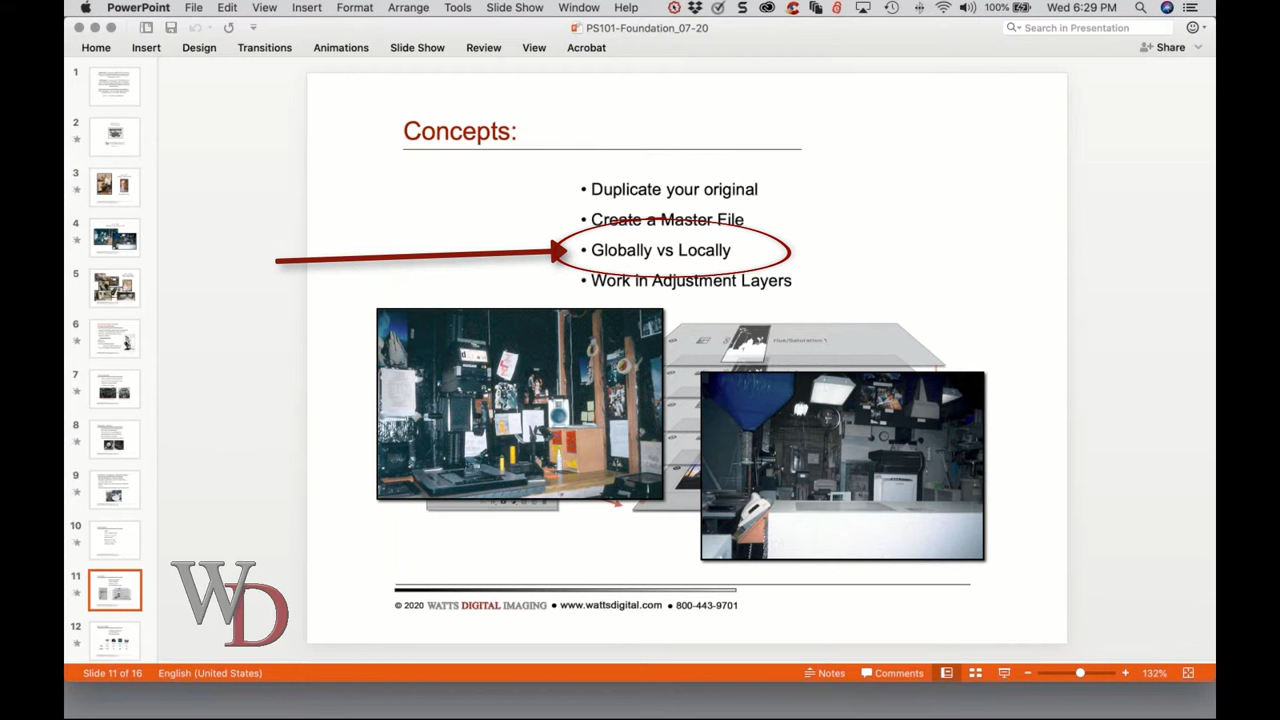 PowerPoint File Edit View Insert Format Arrange Tools Slide Show Window Help 100% Wed 6:29 PM
PS101-Foundation_07-20 Search in Presentation
Home Insert Design Transitions Animations Slide Show Review View Acrobat Share
1
2
3
4
5
6
7
8
9
10
11
12
Concepts:
• Duplicate your original
• Create a Master File
• Globally vs Locally
• Work in Adjustment Layers
Hue/Saturation 1
WD
© 2020 WATTS DIGITAL IMAGING • www.wattsdigital.com • 800-443-9701
Slide 11 of 16 English (United States) Notes Comments 132%